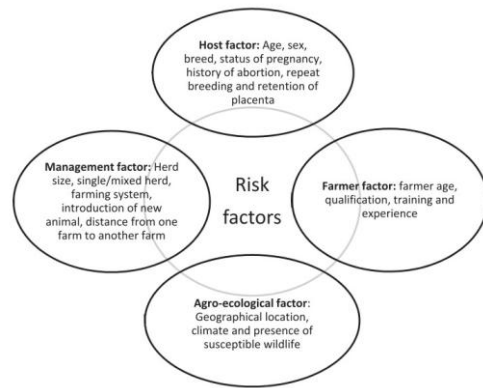 Host factor: Age, sex,
breed, status of pregnancy,
history of abortion, repeat
breeding and retention of
placenta
Management factor: Herd
size, single/mixed herd,
farming system,
introduction of new
animal, distance from one
farm to another farm
Risk
factors
Farmer factor: farmer age,
qualification, training and
experience
Agro-ecological factor:
Geographical location,
climate and presence of
susceptible wildlife